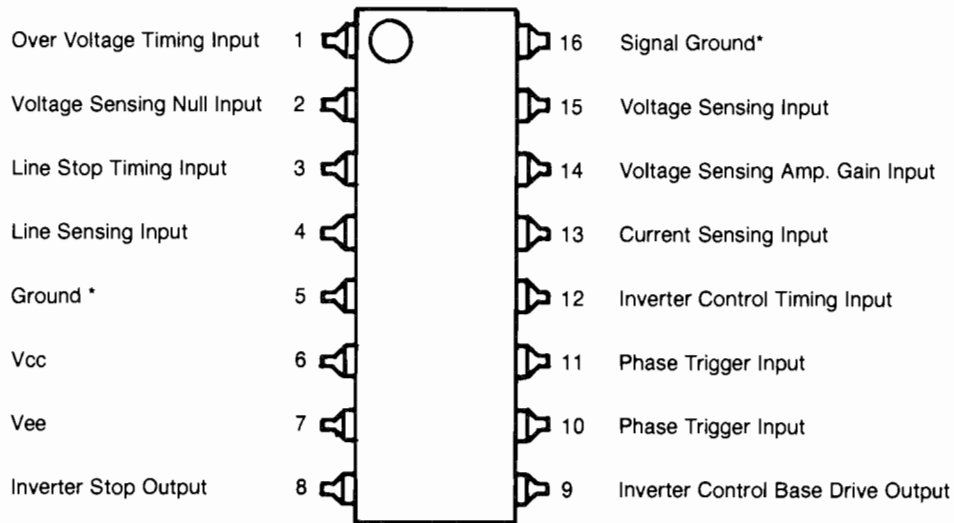 Over Voltage Timing Input 1 16 Signal Ground*
Voltage Sensing Null Input 2 15 Voltage Sensing Input
Line Stop Timing Input 3 14 Voltage Sensing Amp. Gain Input
Line Sensing Input 4 13 Current Sensing Input
Ground * 5 12 Inverter Control Timing Input
Vcc 6 11 Phase Trigger Input
Vee 7 10 Phase Trigger Input
Inverter Stop Output 8 9 Inverter Control Base Drive Output